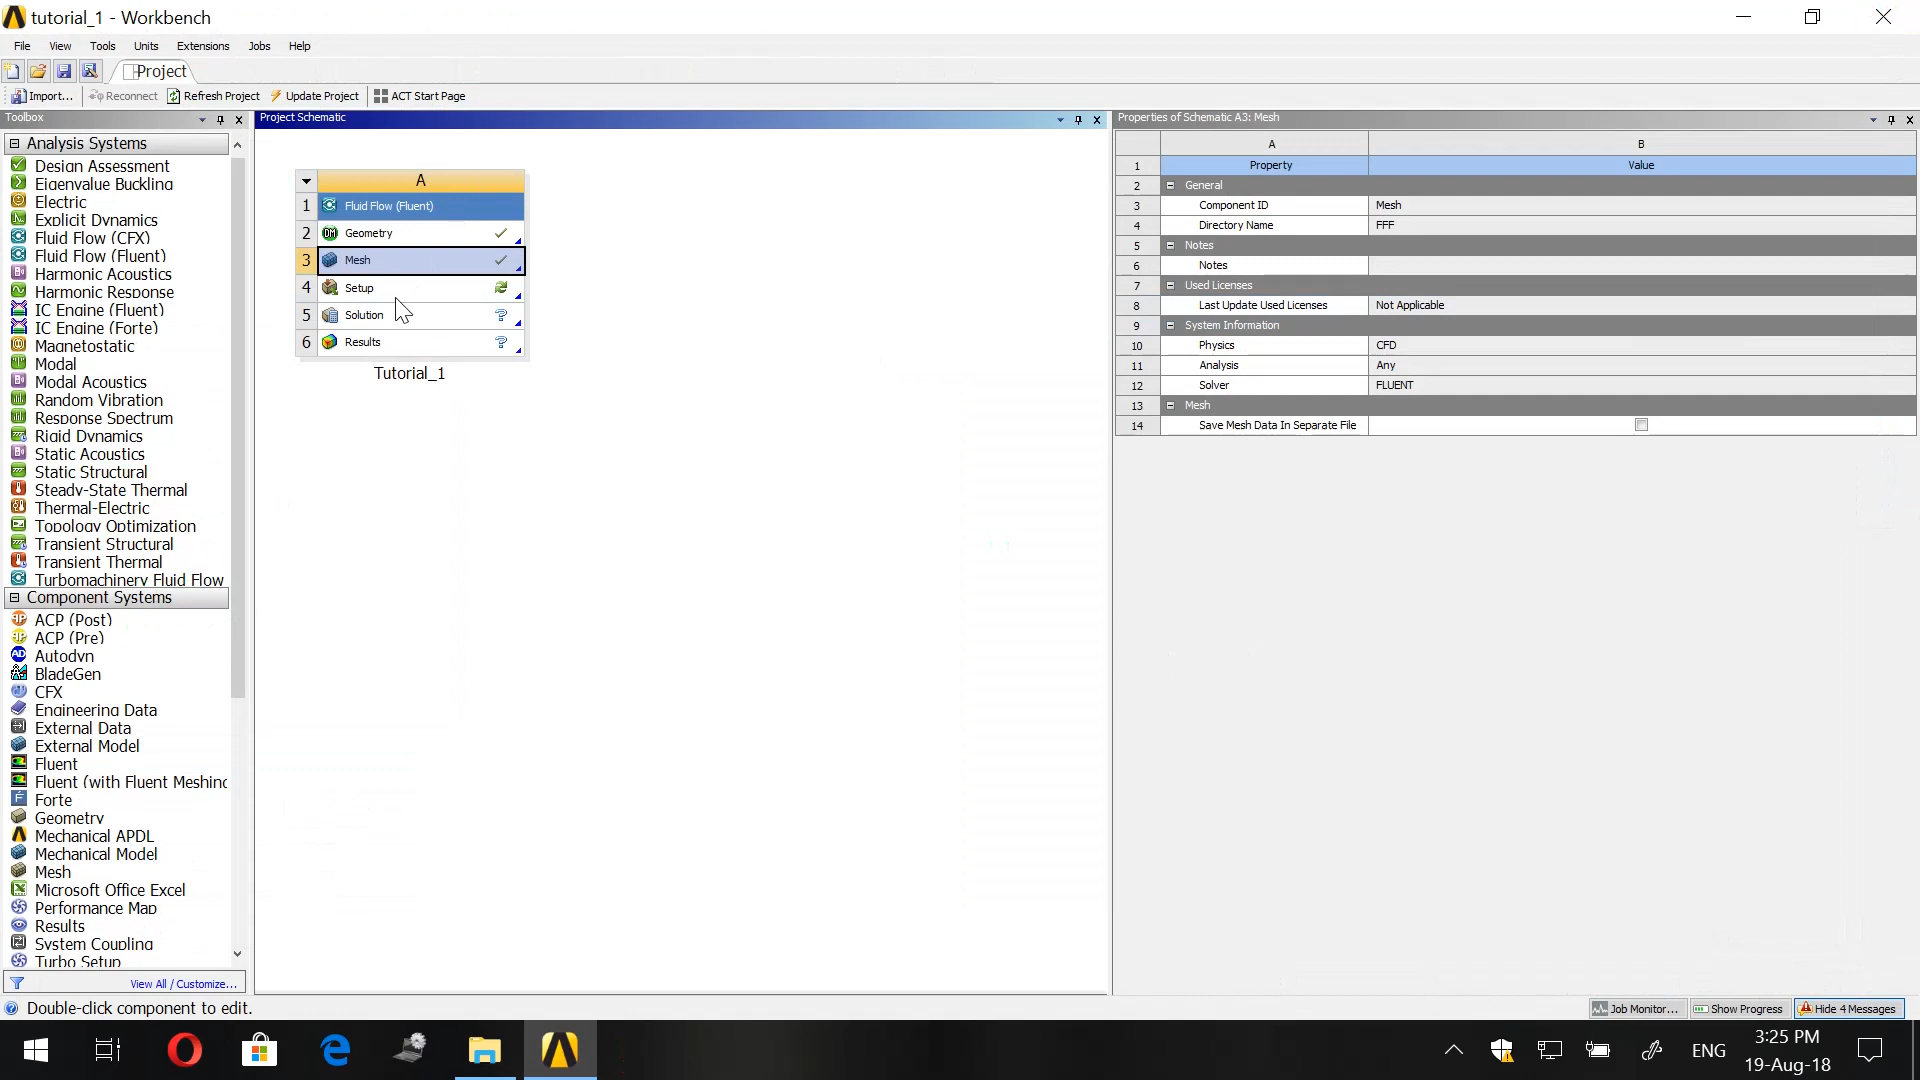 tutorial_1 - Workbench
File View Tools Units Extensions Jobs Help
Project
Import... Reconnect Refresh Project Update Project ACT Start Page
Toolbox
Analysis Systems
Design Assessment
Eigenvalue Buckling
Electric
Explicit Dynamics
Fluid Flow (CFX)
Fluid Flow (Fluent)
Harmonic Acoustics
Harmonic Response
IC Engine (Fluent)
IC Engine (Forte)
Magnetostatic
Modal
Modal Acoustics
Random Vibration
Response Spectrum
Rigid Dynamics
Static Acoustics
Static Structural
Steady-State Thermal
Thermal-Electric
Topology Optimization
Transient Structural
Transient Thermal
Turbomachinery Fluid Flow
Component Systems
ACP (Post)
ACP (Pre)
Autodyn
BladeGen
CFX
Engineering Data
External Data
External Model
Fluent
Fluent (with Fluent Meshing
Forte
Geometry
Mechanical APDL
Mechanical Model
Mesh
Microsoft Office Excel
Performance Map
Results
System Coupling
Turbo Setup
View All / Customize...
Project Schematic
A
1 Fluid Flow (Fluent)
2 DM Geometry
3 Mesh
4 Setup
5 Solution ?
6 Results ?
Tutorial_1
Properties of Schematic A3: Mesh
A B
1 Property Value
2 General
3 Component ID Mesh
4 Directory Name FFF
5 Notes
6 Notes
7 Used Licenses
8 Last Update Used Licenses Not Applicable
9 System Information
10 Physics CFD
11 Analysis Any
12 Solver FLUENT
13 Mesh
14 Save Mesh Data In Separate File
Double-click component to edit.
Job Monitor... Show Progress Hide 4 Messages
ENG
3:25 PM
19-Aug-18